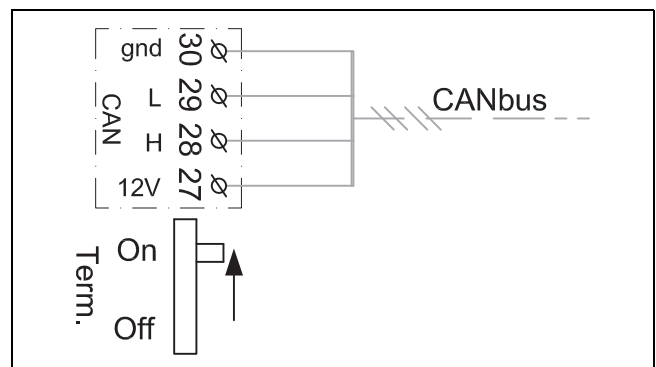 gnd 30
L 29
CANbus
CAN
H 28
12V 27
On
Term.
Off